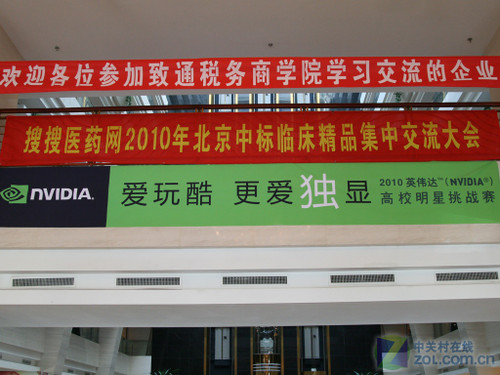 欢迎各位参加致通税务商学院学习交流的企业
搜搜医药网2010年北京中标临床精品集中交流大会
NVIDIA
爱玩酷 更爱独显
2010 英伟达™(NVIDIA®)
高校明星挑战赛
中关村在线
zol.com.cn